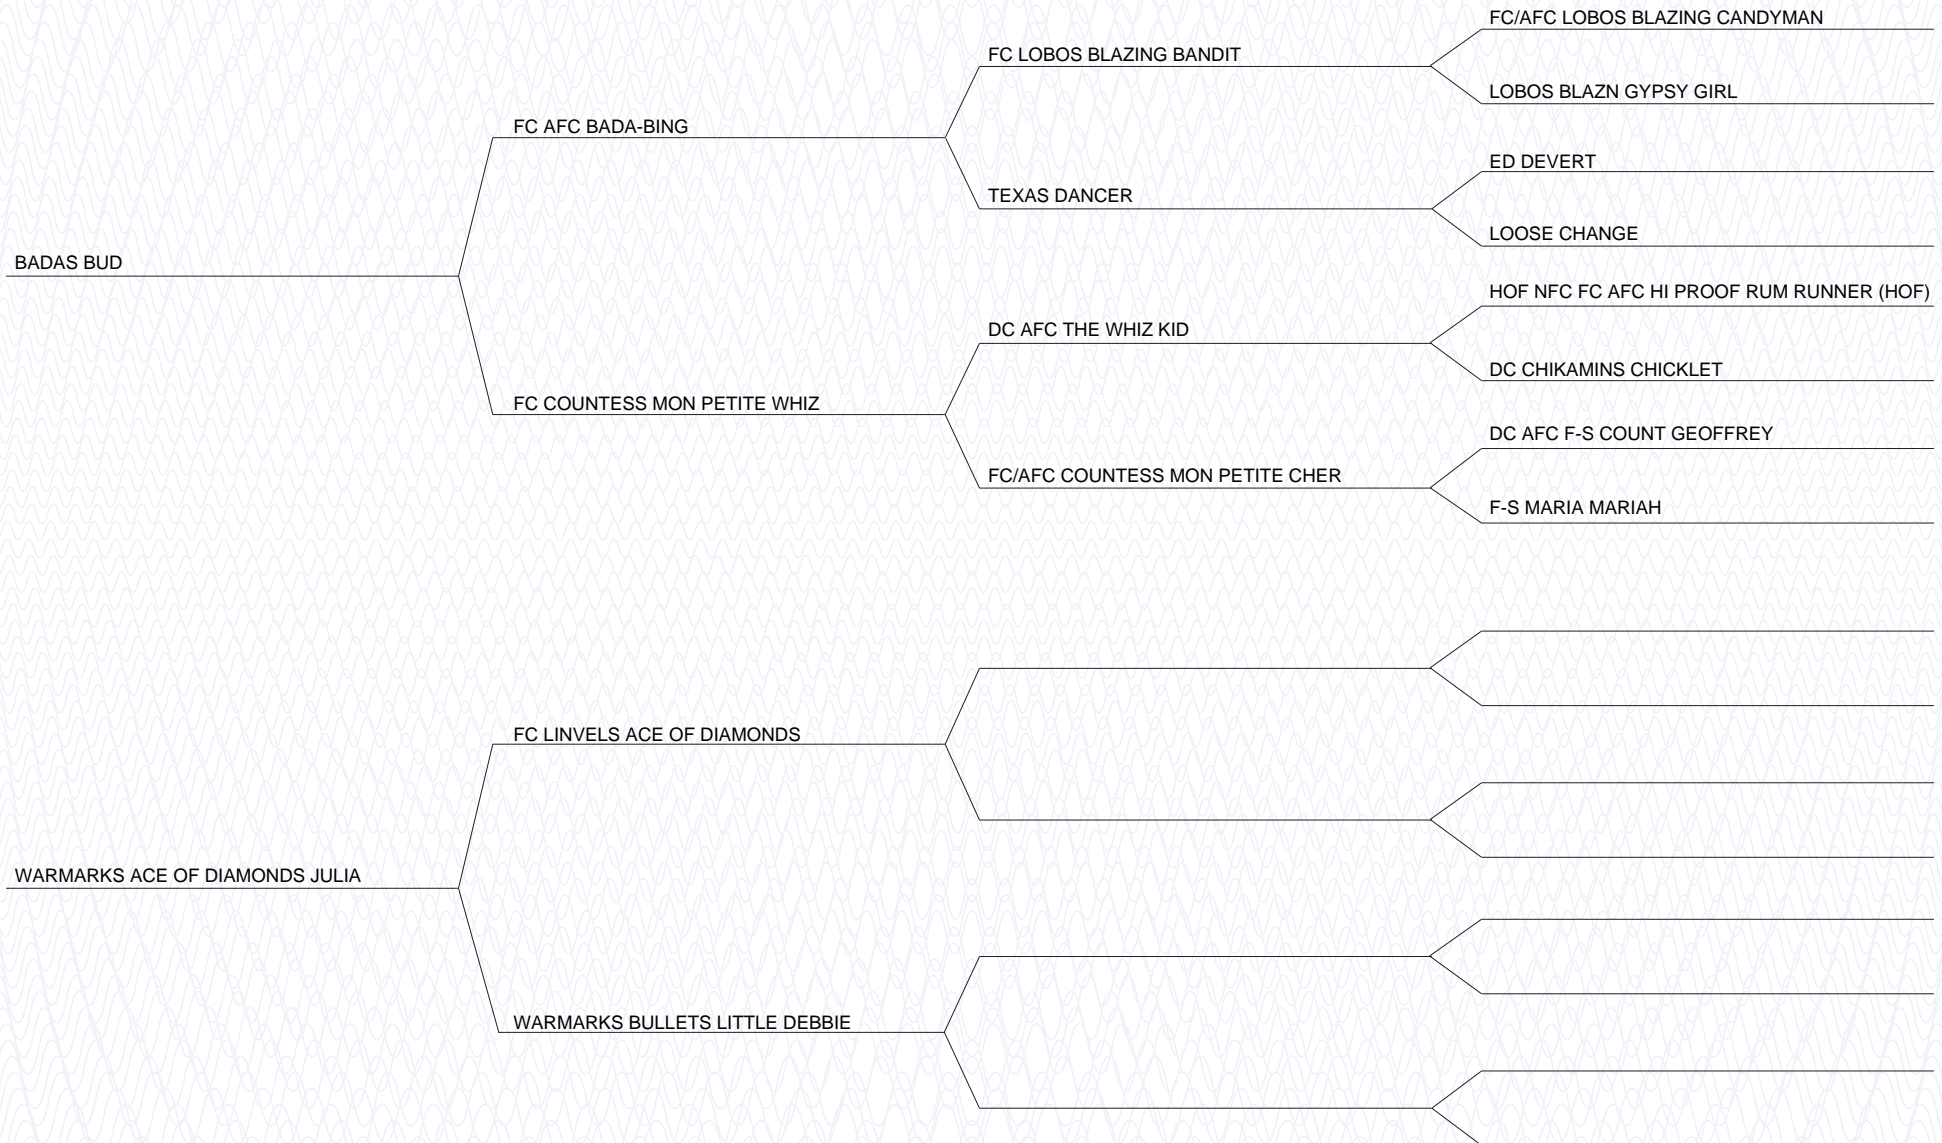 FC/AFC LOBOS BLAZING CANDYMAN
FC LOBOS BLAZING BANDIT
LOBOS BLAZN GYPSY GIRL
FC AFC BADA-BING
ED DEVERT
TEXAS DANCER
LOOSE CHANGE
BADAS BUD
HOF NFC FC AFC HI PROOF RUM RUNNER (HOF)
DC AFC THE WHIZ KID
DC CHIKAMINS CHICKLET
FC COUNTESS MON PETITE WHIZ
DC AFC F-S COUNT GEOFFREY
FC/AFC COUNTESS MON PETITE CHER
F-S MARIA MARIAH
FC LINVELS ACE OF DIAMONDS
WARMARKS ACE OF DIAMONDS JULIA
WARMARKS BULLETS LITTLE DEBBIE